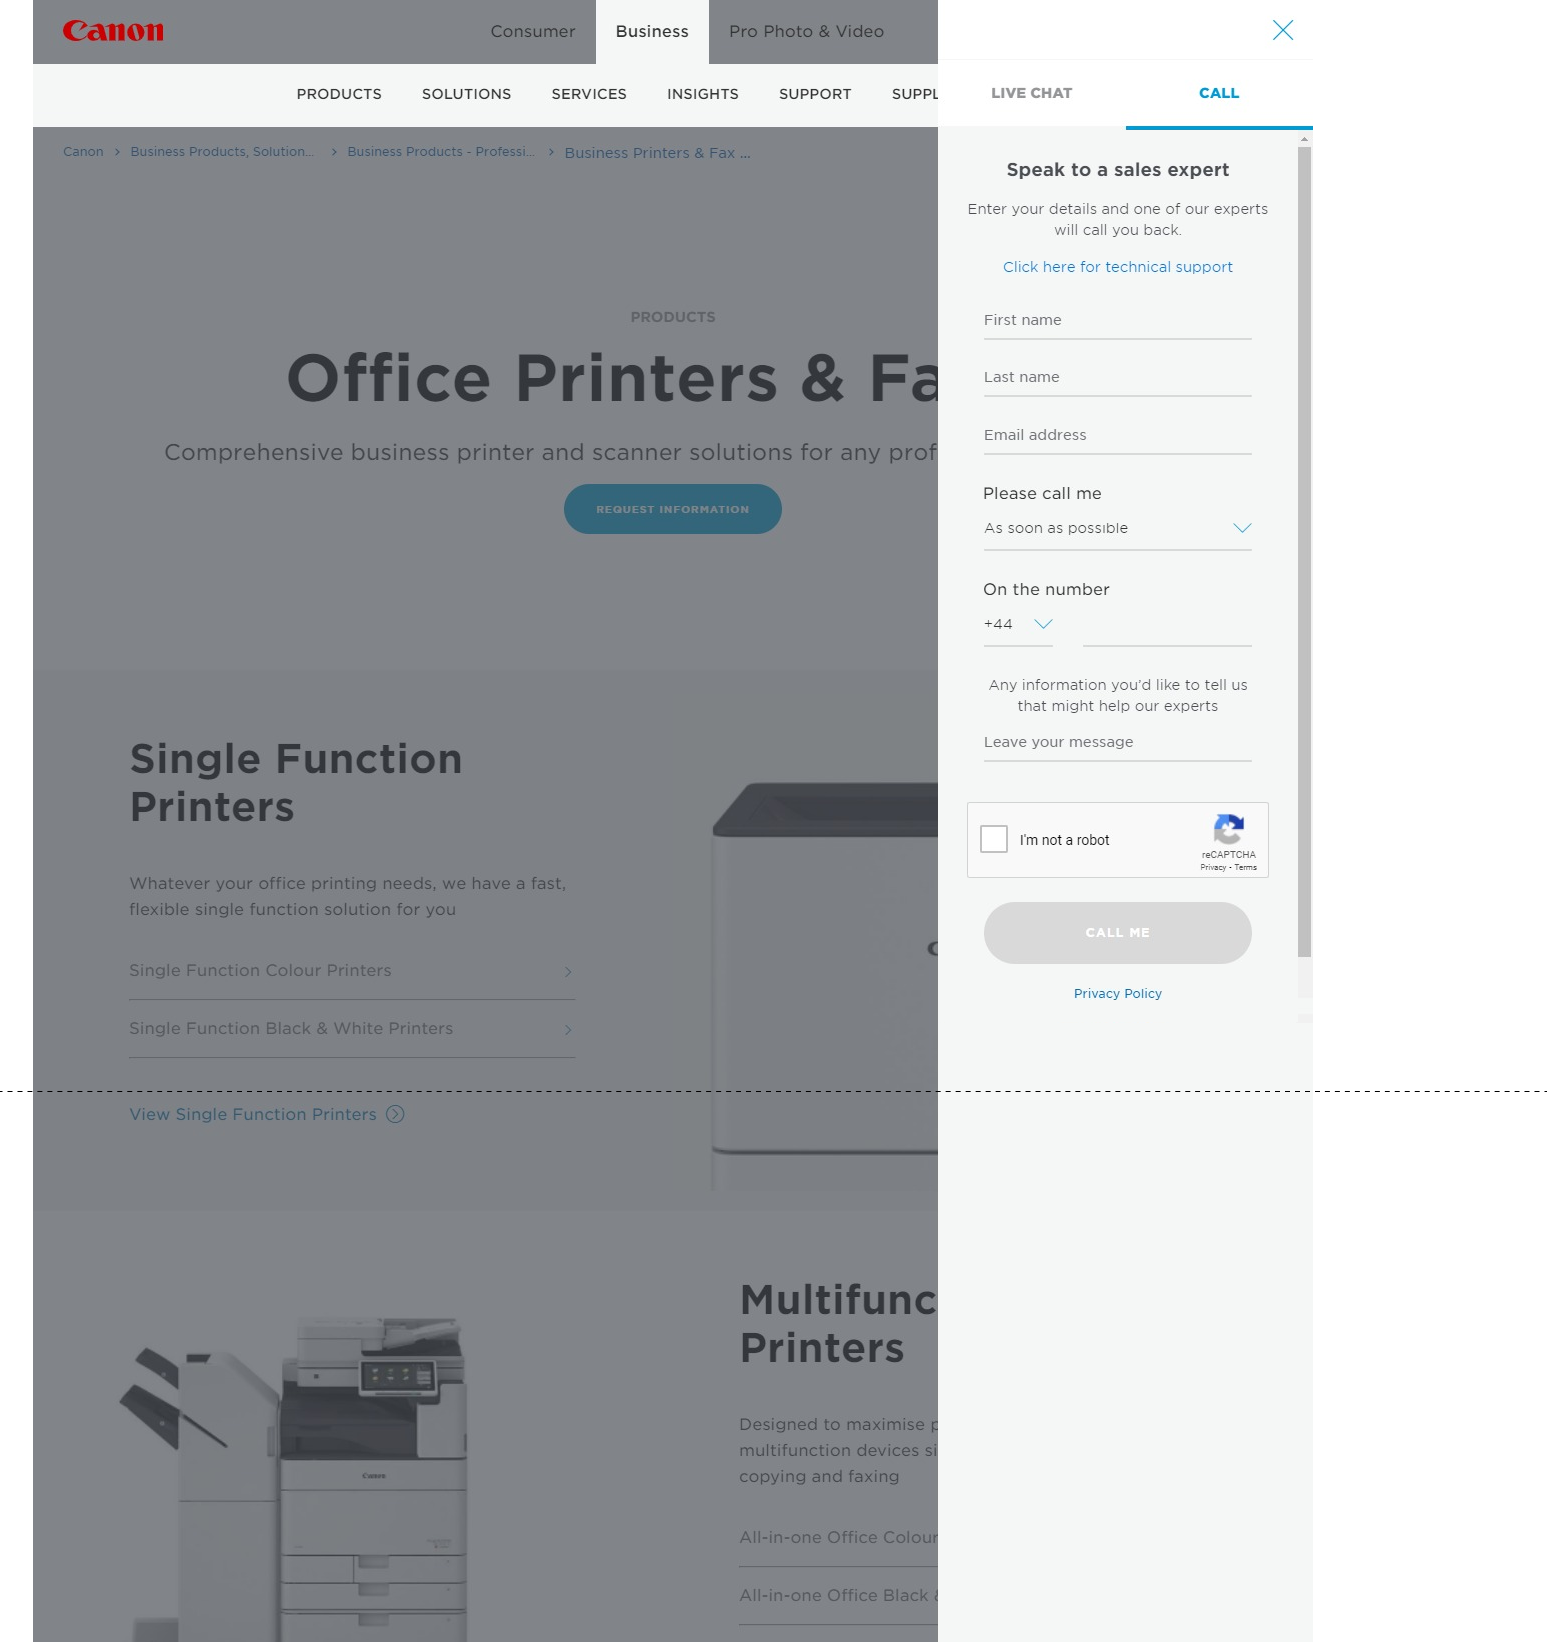 Canon
Consumer
Business
Pro Photo & Video
PRODUCTS
SOLUTIONS
SERVICES
INSIGHTS
SUPPORT
SUPPL
Canon
Business Products, Solution...
Business Products - Professi...
Business Printers & Fax ...
PRODUCTS
Office Printers & Fa
Comprehensive business printer and scanner solutions for any prof
REQUEST INFORMATION
Single Function
Printers
Whatever your office printing needs, we have a fast,
flexible single function solution for you
Single Function Colour Printers
Single Function Black & White Printers
View Single Function Printers
Canon
Multifunc
Printers
Designed to maximise p
multifunction devices si
copying and faxing
All-in-one Office Colour
All-in-one Office Black &
LIVE CHAT
CALL
Speak to a sales expert
Enter your details and one of our experts
will call you back.
Click here for technical support
First name
Last name
Email address
Please call me
As soon as possible
On the number
+44
Any information you'd like to tell us
that might help our experts
Leave your message
I'm not a robot
reCAPTCHA
Privacy - Terms
CALL ME
Privacy Policy